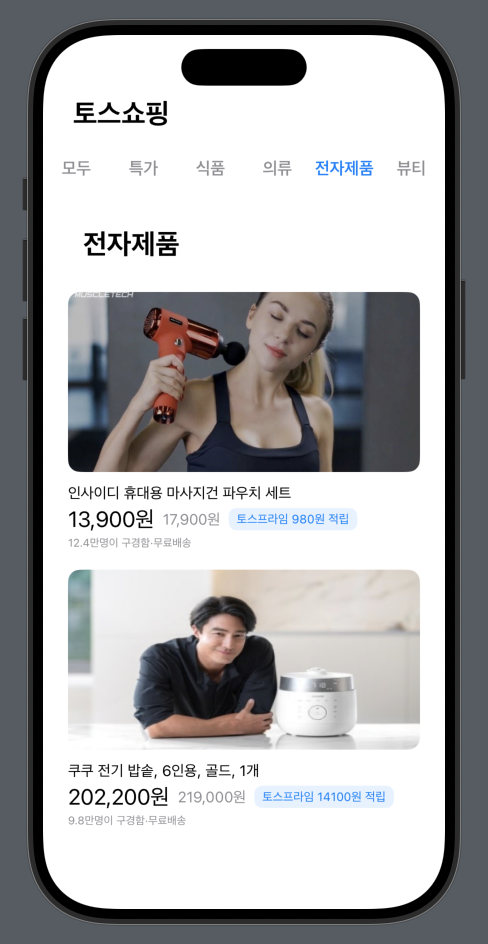 토스쇼핑
모두 특가 식품 의류 전자제품 뷰티
전자제품
MUSCLETECH
인사이디 휴대용 마사지건 파우치 세트
13,900원 17,900원 토스프라임 980원 적립
12.4만명이 구경함·무료배송
쿠쿠 전기 밥솥, 6인용, 골드, 1개
202,200원 219,000원 토스프라임 14100원 적립
9.8만명이 구경함·무료배송